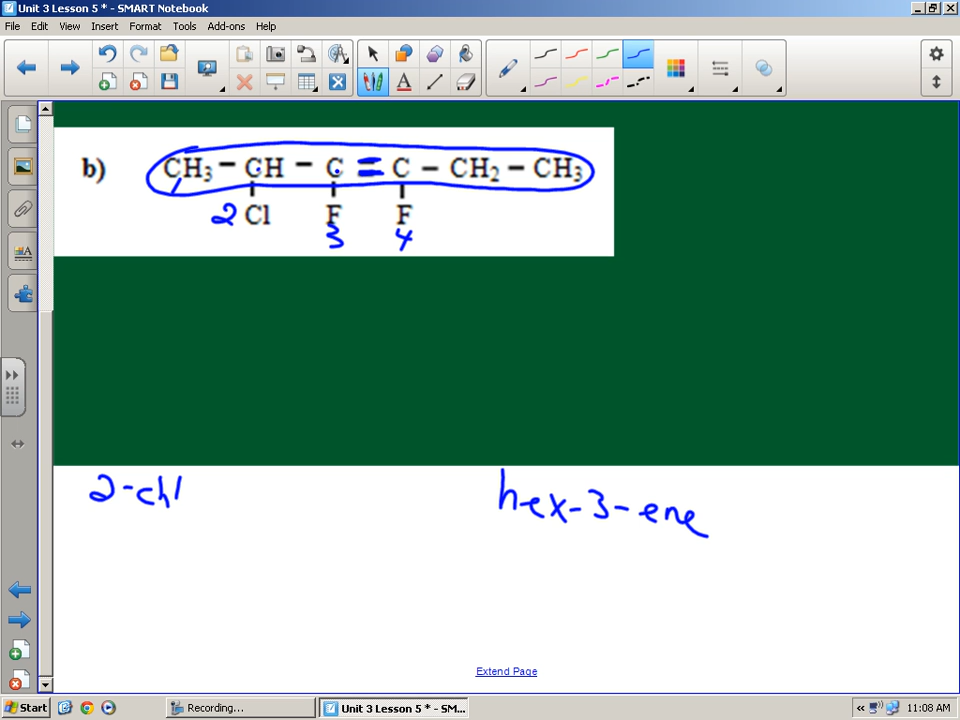 Unit 3 Lesson 5 * - SMART Notebook
File Edit View Insert Format Tools Add-ons Help
b) CH₃ − CH − C = C − CH₂ − CH₃
2 Cl F F
3 4
2-chl hex-3-ene
Extend Page
Start Recording... Unit 3 Lesson 5 * - SM... « 11:08 AM